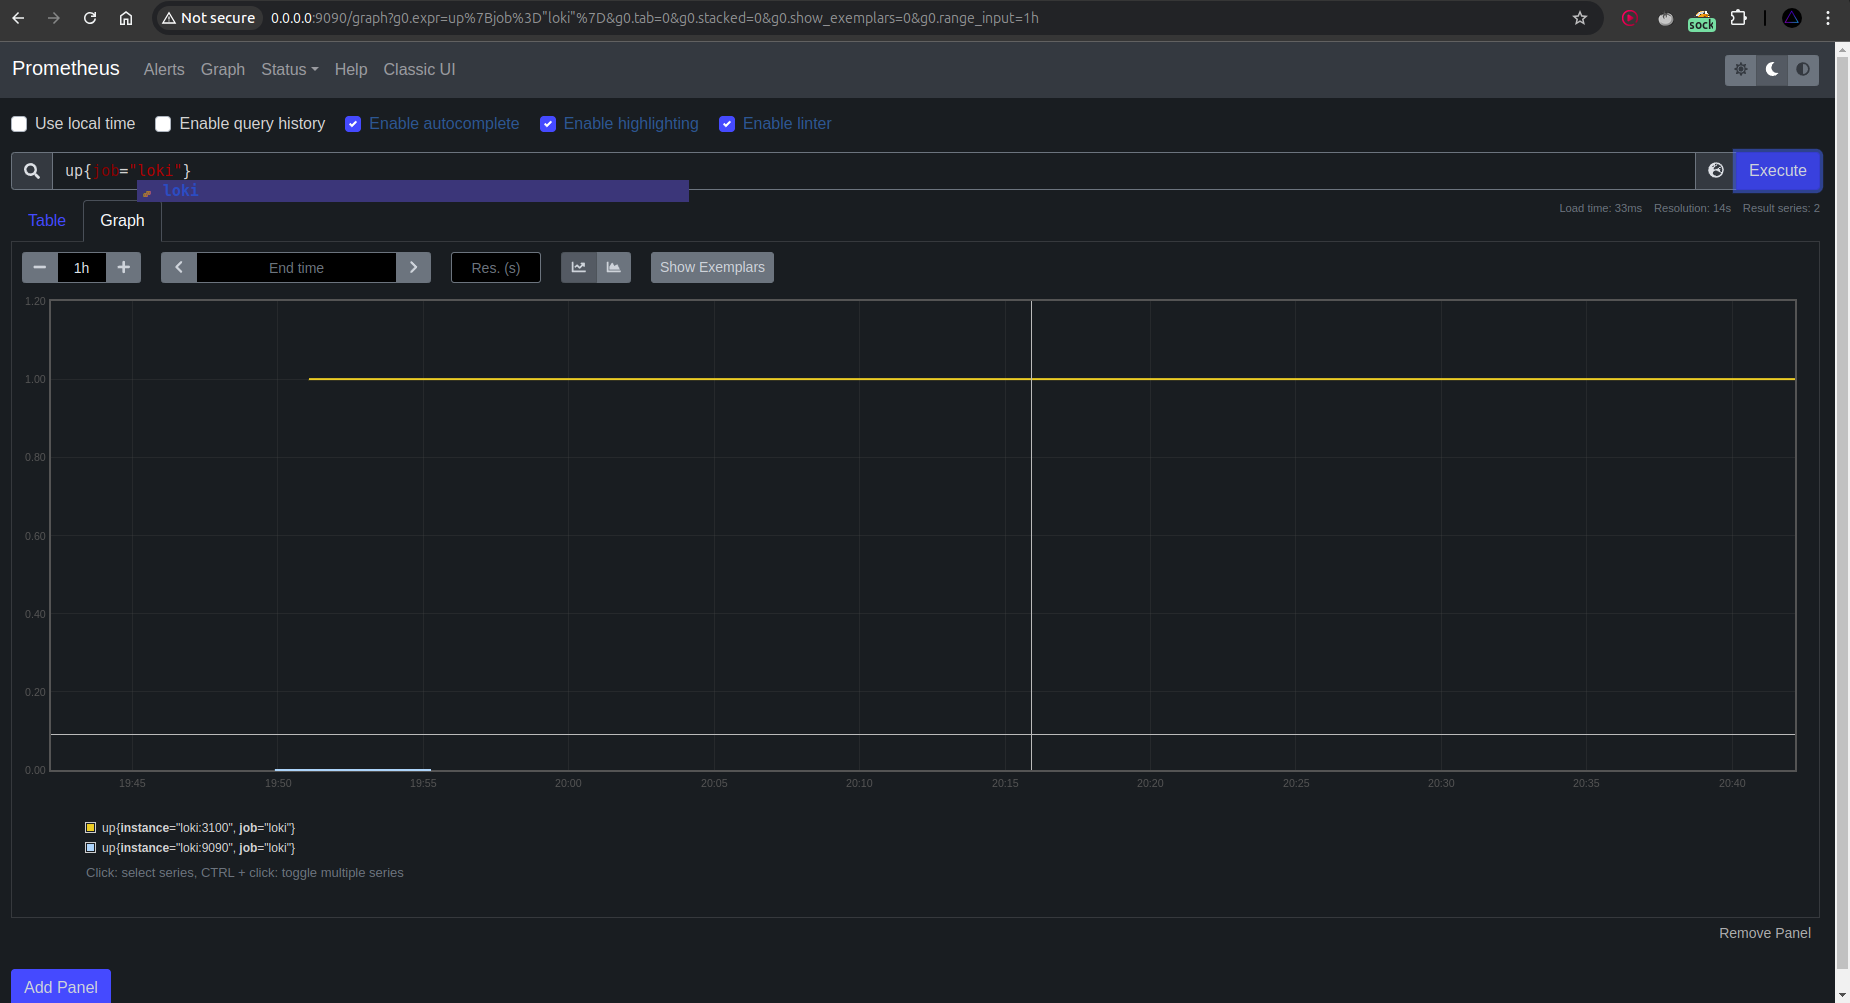 Not secure 0.0.0.0:9090/graph?g0.expr=up%7Bjob%3D"loki"%7D&g0.tab=0&g0.stacked=0&g0.show_exemplars=0&g0.range_input=1h
sock
Prometheus Alerts Graph Status Help Classic UI
Use local time Enable query history Enable autocomplete Enable highlighting Enable linter
up{job="loki"} Execute
loki
Table Graph Load time: 33ms Resolution: 14s Result series: 2
1h End time Res. (s) Show Exemplars
1.20
1.00
0.80
0.60
0.40
0.20
0.00
19:45 19:50 19:55 20:00 20:05 20:10 20:15 20:20 20:25 20:30 20:35 20:40
up{instance="loki:3100", job="loki"}
up{instance="loki:9090", job="loki"}
Click: select series, CTRL + click: toggle multiple series
Remove Panel
Add Panel